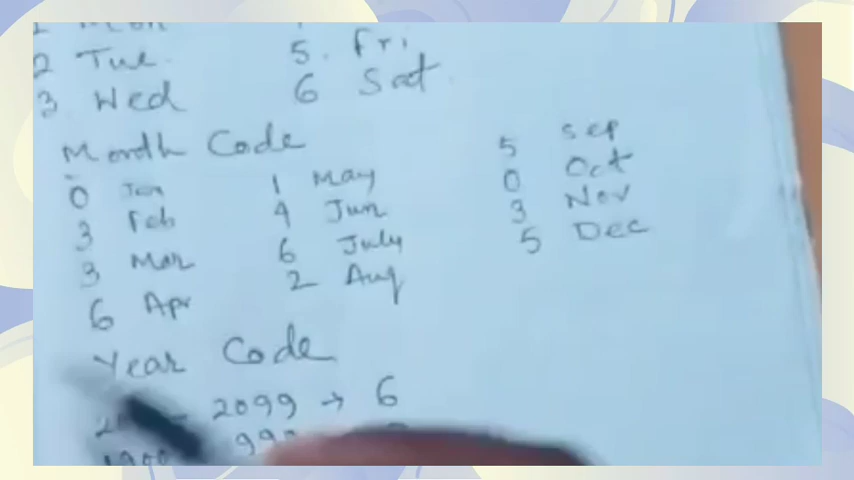 2 Tue. 5. Fri
3 Wed 6 Sat
Month Code
0 Jan 1 May 5 Sep
3 Feb 4 Jun 0 Oct
3 Mar 6 July 3 Nov
6 Apr 2 Aug 5 Dec
Year Code
2099 → 6